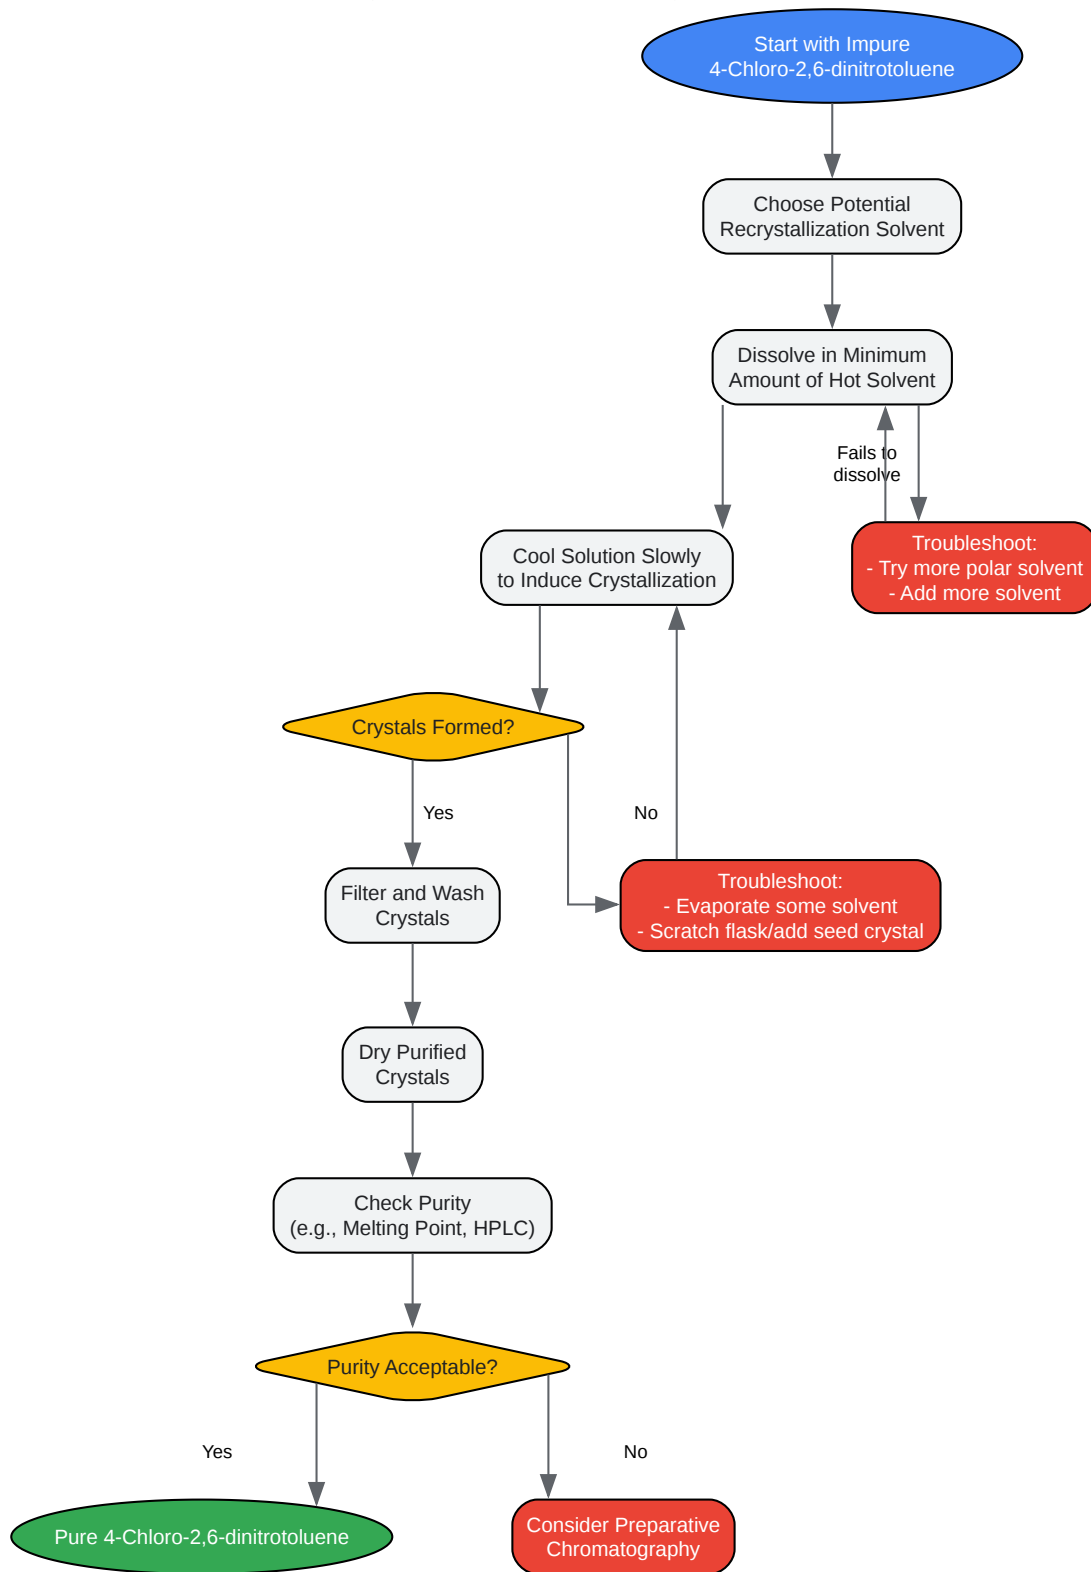 Start with Impure
4-Chloro-2,6-dinitrotoluene
Choose Potential
Recrystallization Solvent
Dissolve in Minimum
Amount of Hot Solvent
Fails to
dissolve
Troubleshoot:
- Try more polar solvent
- Add more solvent
Cool Solution Slowly
to Induce Crystallization
Crystals Formed?
Yes
No
Troubleshoot:
- Evaporate some solvent
- Scratch flask/add seed crystal
Filter and Wash
Crystals
Dry Purified
Crystals
Check Purity
(e.g., Melting Point, HPLC)
Purity Acceptable?
Yes
No
Pure 4-Chloro-2,6-dinitrotoluene
Consider Preparative
Chromatography